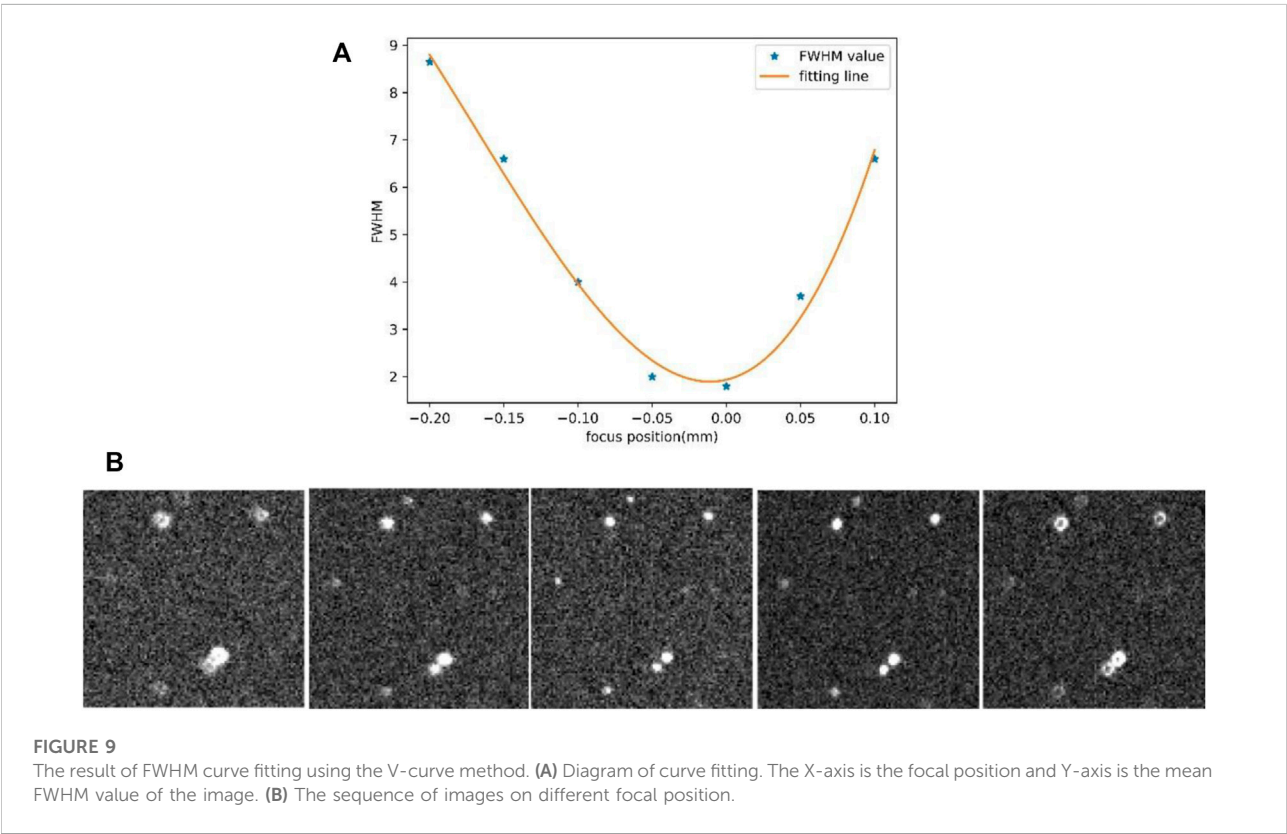 A
9
8
7
6
5
4
3
2
FWHM
FWHM value
fitting line
−0.20 −0.15 −0.10 −0.05 0.00 0.05 0.10
focus position(mm)
B
FIGURE 9
The result of FWHM curve fitting using the V-curve method. (A) Diagram of curve fitting. The X-axis is the focal position and Y-axis is the mean
FWHM value of the image. (B) The sequence of images on different focal position.